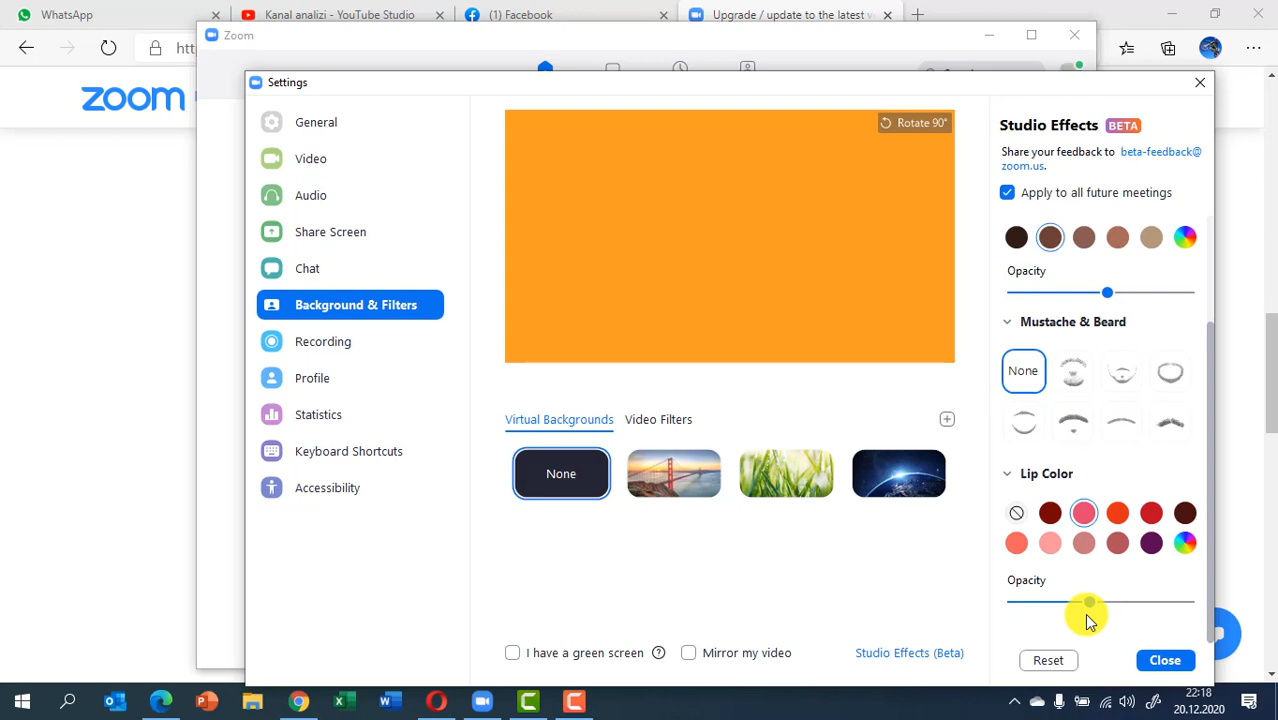 WhatsApp
Kanal analizi - YouTube Studio
(1) Facebook
Upgrade / update to the latest v
Zoom
zoom
Settings
General
Video
Audio
Share Screen
Chat
Background & Filters
Recording
Profile
Statistics
Keyboard Shortcuts
Accessibility
Rotate 90°
Virtual Backgrounds
Video Filters
None
I have a green screen
Mirror my video
Studio Effects (Beta)
Studio Effects BETA
Share your feedback to beta-feedback@
zoom.us.
Apply to all future meetings
Opacity
Mustache & Beard
None
Lip Color
Opacity
Reset
Close
22:18
20.12.2020